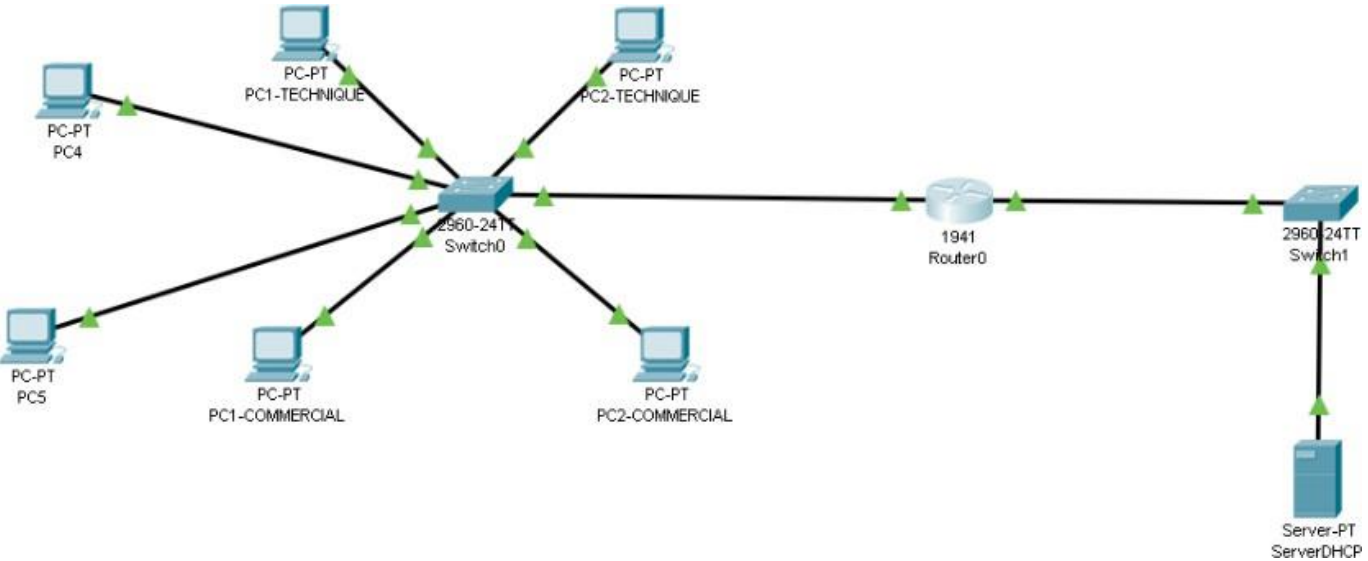 PC-PT
PC1-TECHNIQUE
PC-PT
PC2-TECHNIQUE
PC-PT
PC4
2960-24TT
Switch0
1941
Router0
2960-24TT
Switch1
PC-PT
PC5
PC-PT
PC1-COMMERCIAL
PC-PT
PC2-COMMERCIAL
Server-PT
ServerDHCP